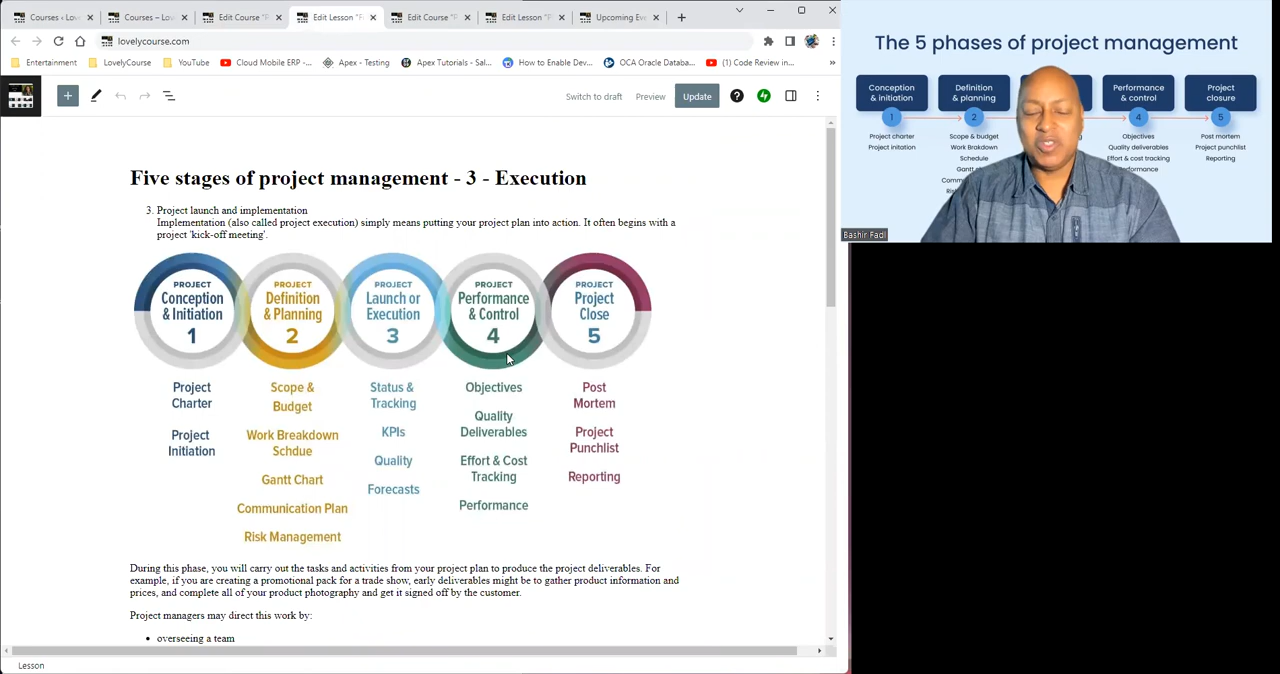 Courses ‹ Lov
Courses – Lov
Edit Course "P
Edit Lesson "F
Edit Course "P
Edit Lesson "P
Upcoming Eve
lovelycourse.com
Entertainment
LovelyCourse
YouTube
Cloud Mobile ERP -...
Apex - Testing
Apex Tutorials - Sal...
How to Enable Dev...
OCA Oracle Databa...
(1) Code Review in...
»
Switch to draft
Preview
Update
Five stages of project management - 3 - Execution
3. Project launch and implementation
Implementation (also called project execution) simply means putting your project plan into action. It often begins with a
project 'kick-off meeting'.
PROJECT
Conception
& Initiation
1
PROJECT
Definition
& Planning
2
PROJECT
Launch or
Execution
3
PROJECT
Performance
& Control
4
PROJECT
Project
Close
5
Project
Charter
Project
Initiation
Scope &
Budget
Work Breakdown
Schdue
Gantt Chart
Communication Plan
Risk Management
Status &
Tracking
KPIs
Quality
Forecasts
Objectives
Quality
Deliverables
Effort & Cost
Tracking
Performance
Post
Mortem
Project
Punchlist
Reporting
During this phase, you will carry out the tasks and activities from your project plan to produce the project deliverables. For
example, if you are creating a promotional pack for a trade show, early deliverables might be to gather product information and
prices, and complete all of your product photography and get it signed off by the customer.
Project managers may direct this work by:
• overseeing a team
Lesson
The 5 phases of project management
Conception
& initiation
1
Project charter
Project initation
Definition
& planning
2
Scope & budget
Work Brakdown
Schedule
Performance
& control
4
Objectives
Quality deliverables
Effort & cost tracking
Project
closure
5
Post mortem
Project punchlist
Reporting
Bashir Fadl